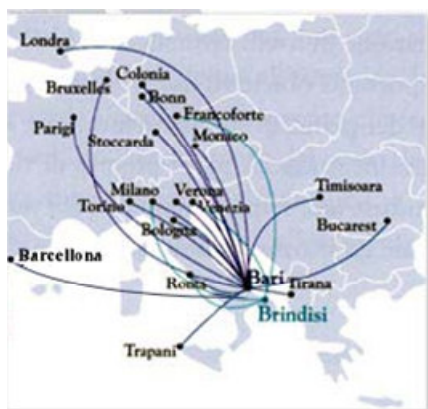 Londra
Colonia
Bruxelles
Bonn
Francoforte
Parigi
Stoccarda
Monaco
Milano
Verona
Timisoara
Torino
Venezia
Bologna
Bucarest
Barcellona
Bari
Roma
Tirana
Brindisi
Trapani